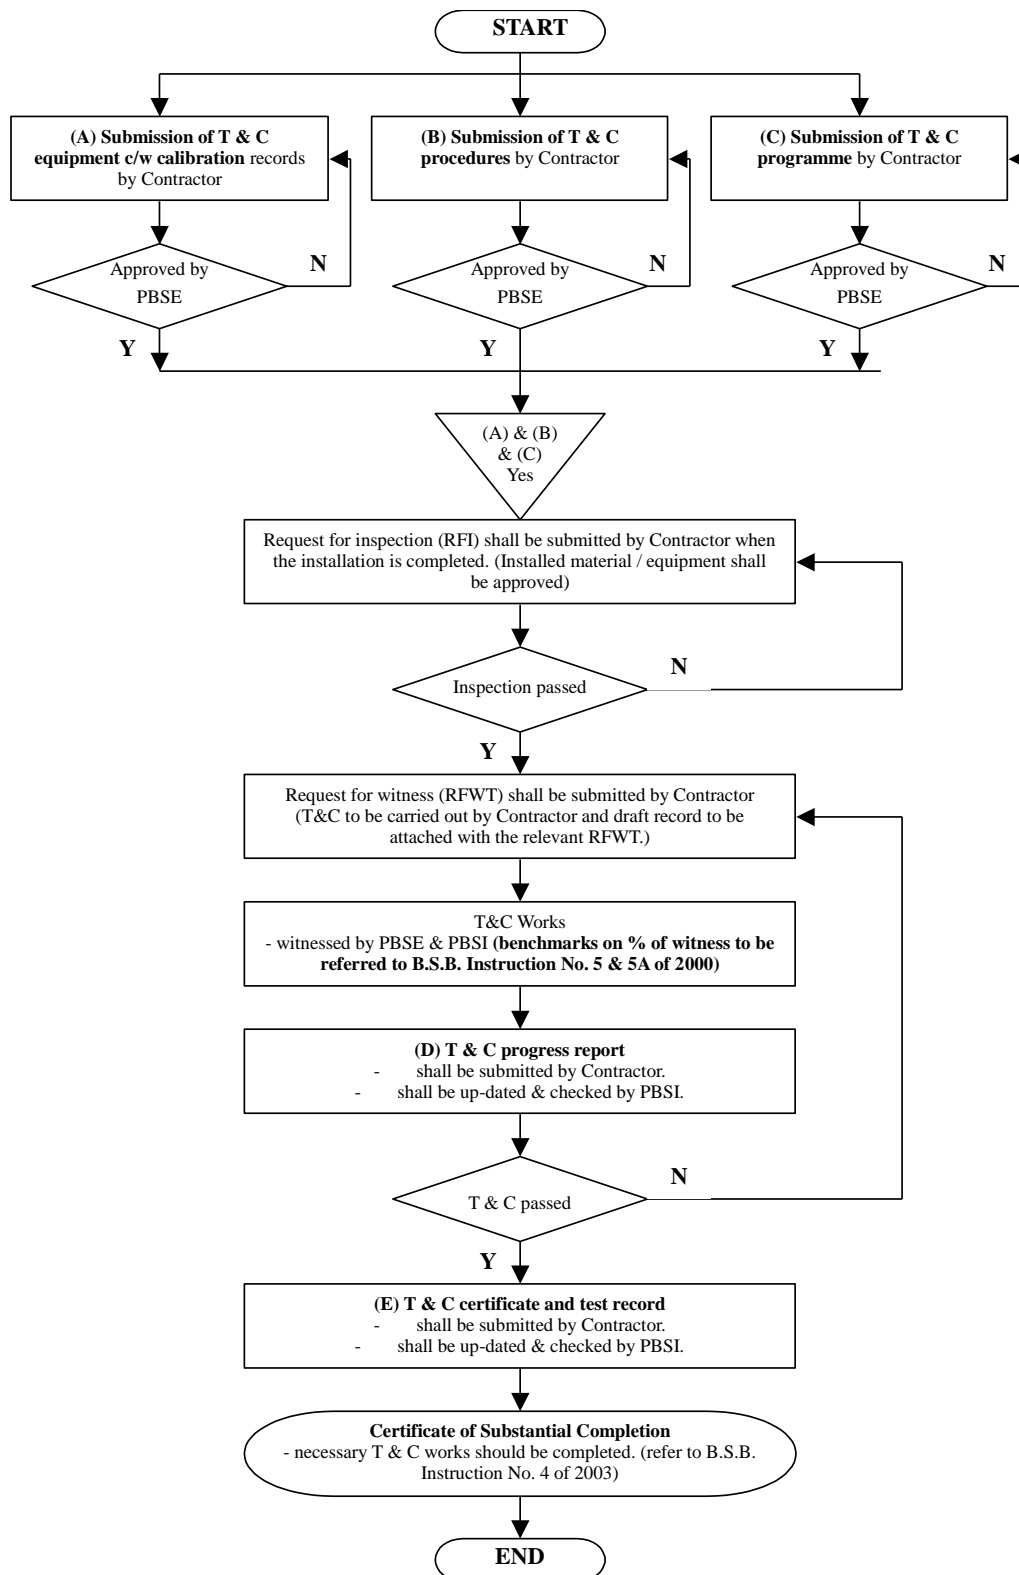 START
(A) Submission of T & C
equipment c/w calibration records
by Contractor
(B) Submission of T & C
procedures by Contractor
(C) Submission of T & C
programme by Contractor
Approved by
PBSE
N
Approved by
PBSE
N
Approved by
PBSE
N
Y
Y
Y
(A) & (B)
& (C)
Yes
Request for inspection (RFI) shall be submitted by Contractor when
the installation is completed. (Installed material / equipment shall
be approved)
Inspection passed
N
Y
Request for witness (RFWT) shall be submitted by Contractor
(T&C to be carried out by Contractor and draft record to be
attached with the relevant RFWT.)
T&C Works
- witnessed by PBSE & PBSI (benchmarks on % of witness to be
referred to B.S.B. Instruction No. 5 & 5A of 2000)
(D) T & C progress report
- shall be submitted by Contractor.
- shall be up-dated & checked by PBSI.
T & C passed
N
Y
(E) T & C certificate and test record
- shall be submitted by Contractor.
- shall be up-dated & checked by PBSI.
Certificate of Substantial Completion
- necessary T & C works should be completed. (refer to B.S.B.
Instruction No. 4 of 2003)
END